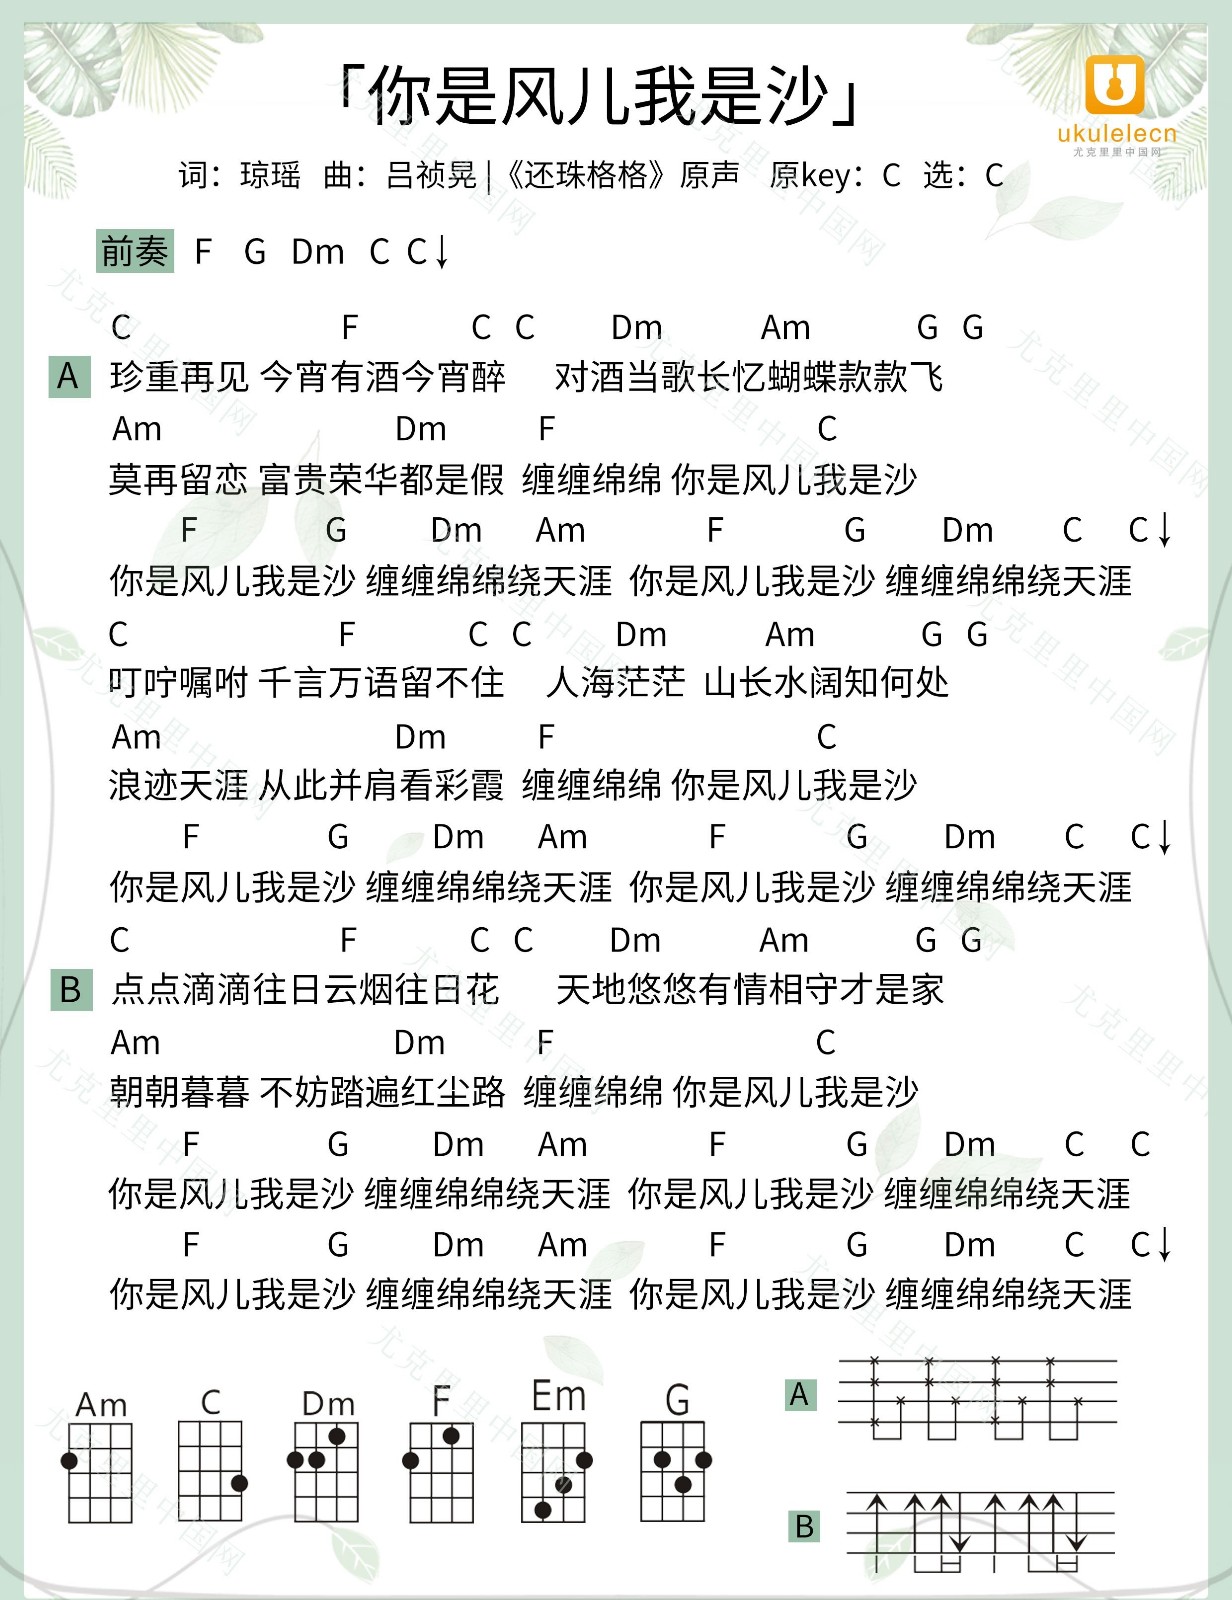 「你是风儿我是沙」
ukulelecn
尤克里里中国网
词：琼瑶 曲：吕祯晃 |《还珠格格》原声 原key：C 选：C
前奏 F G Dm C C↓
C F C C Dm Am G G
A 珍重再见 今宵有酒今宵醉 对酒当歌长忆蝴蝶款款飞
Am Dm F C
莫再留恋 富贵荣华都是假 缠缠绵绵 你是风儿我是沙
F G Dm Am F G Dm C C↓
你是风儿我是沙 缠缠绵绵绕天涯 你是风儿我是沙 缠缠绵绵绕天涯
C F C C Dm Am G G
叮咛嘱咐 千言万语留不住 人海茫茫 山长水阔知何处
Am Dm F C
浪迹天涯 从此并肩看彩霞 缠缠绵绵 你是风儿我是沙
F G Dm Am F G Dm C C↓
你是风儿我是沙 缠缠绵绵绕天涯 你是风儿我是沙 缠缠绵绵绕天涯
C F C C Dm Am G G
B 点点滴滴往日云烟往日花 天地悠悠有情相守才是家
Am Dm F C
朝朝暮暮 不妨踏遍红尘路 缠缠绵绵 你是风儿我是沙
F G Dm Am F G Dm C C
你是风儿我是沙 缠缠绵绵绕天涯 你是风儿我是沙 缠缠绵绵绕天涯
F G Dm Am F G Dm C C↓
你是风儿我是沙 缠缠绵绵绕天涯 你是风儿我是沙 缠缠绵绵绕天涯
Am C Dm F Em G
A
B